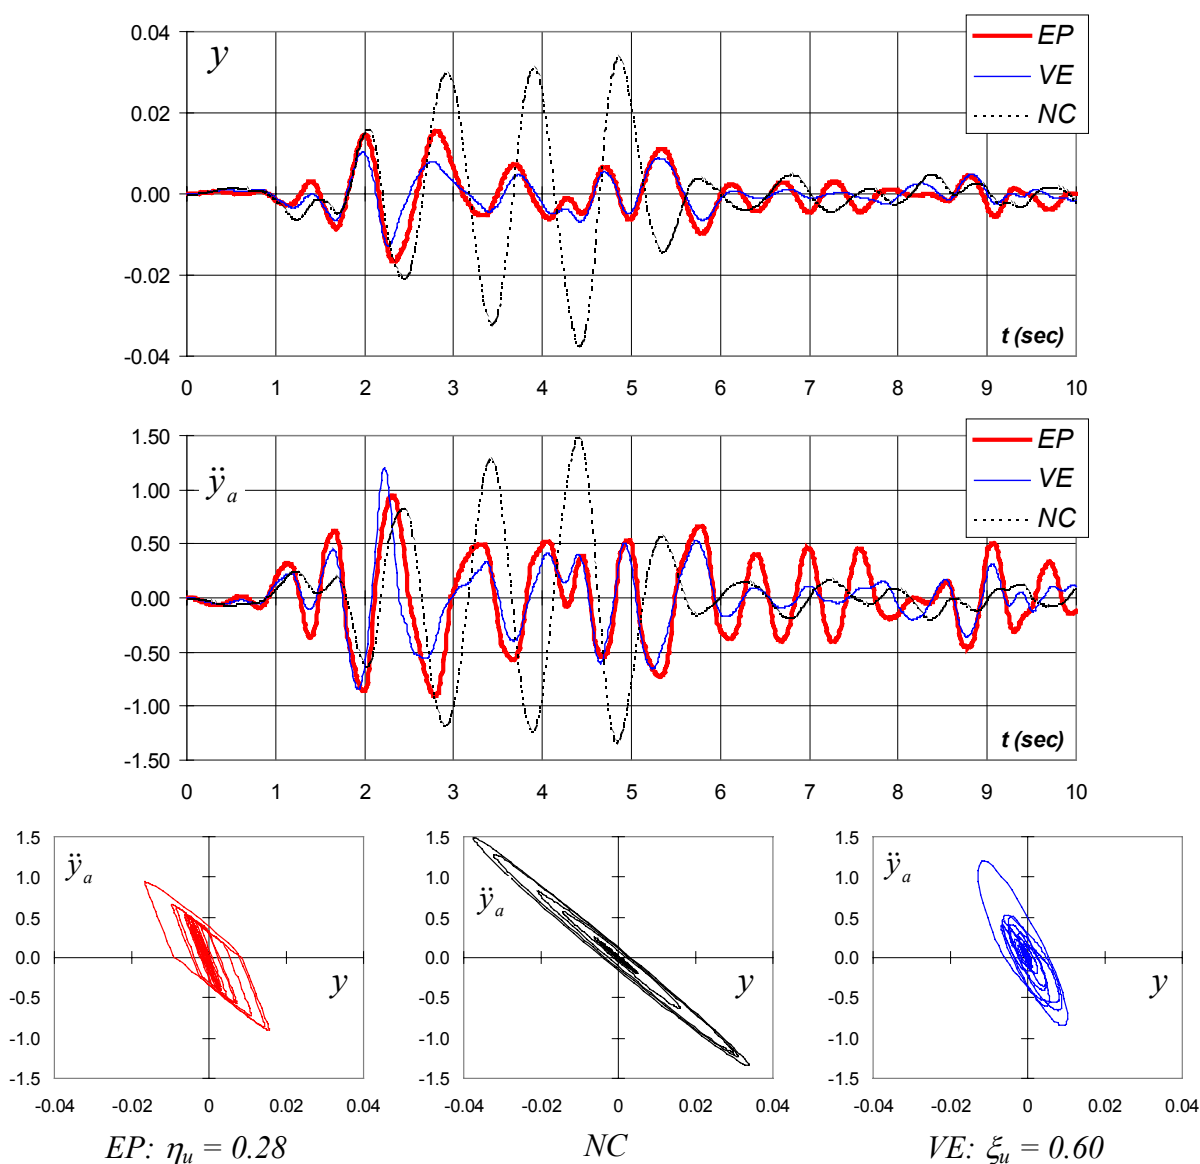 0.04
y
EP
VE
NC
0.02
0.00
-0.02
t (sec)
-0.04
0 1 2 3 4 5 6 7 8 9 10
1.50
ÿa
EP
VE
NC
1.00
0.50
0.00
-0.50
-1.00
t (sec)
-1.50
0 1 2 3 4 5 6 7 8 9 10
1.5
ÿa
1.0
0.5
0.0
y
-0.5
-1.0
-1.5
-0.04 -0.02 0 0.02 0.04
EP: ηu = 0.28
1.5
1.0
ÿa
0.5
0.0
y
-0.5
-1.0
-1.5
-0.04 -0.02 0 0.02 0.04
NC
1.5
ÿa
1.0
0.5
0.0
y
-0.5
-1.0
-1.5
-0.04 -0.02 0 0.02 0.04
VE: ξu = 0.60